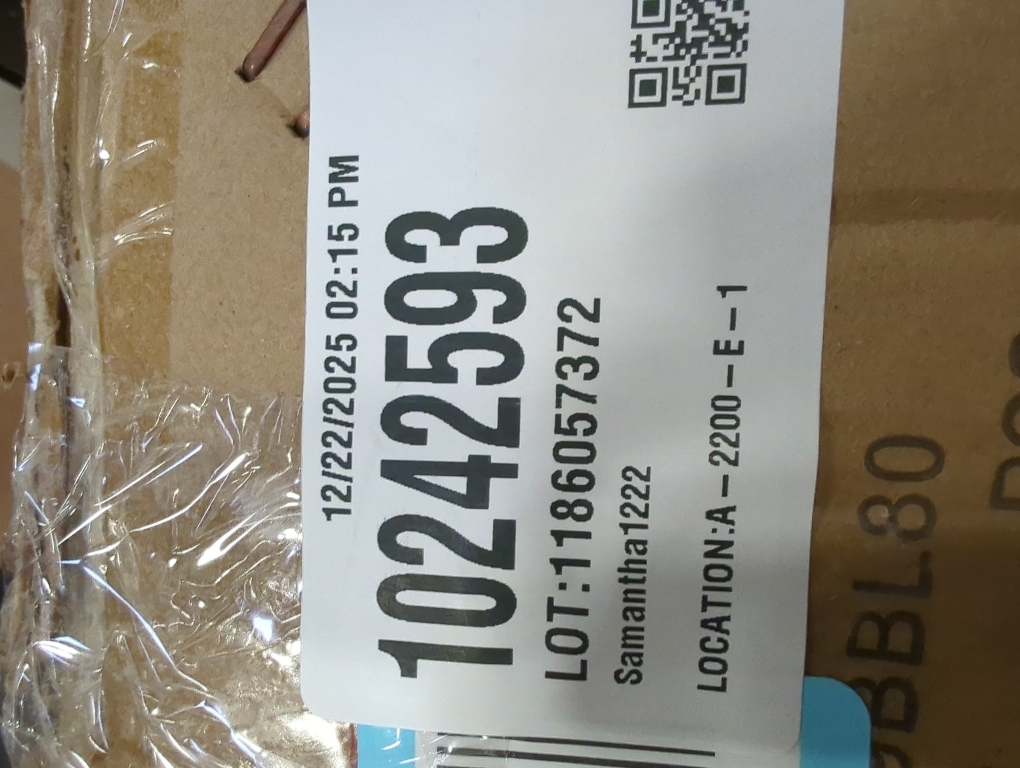 12/22/2025 02:15 PM
10242593
LOT:1186057372
Samantha1222
LOCATION:A-2200-E-1
BBL80